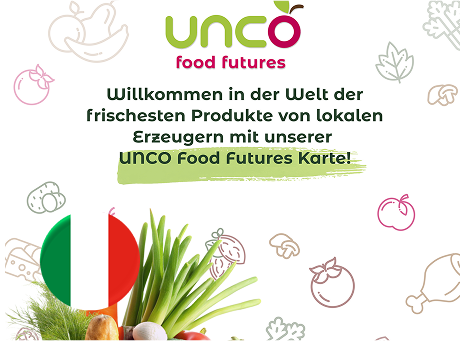 unco
food futures
Willkommen in der Welt der
frischesten Produkte von lokalen
Erzeugern mit unserer
UNCO Food Futures Karte!